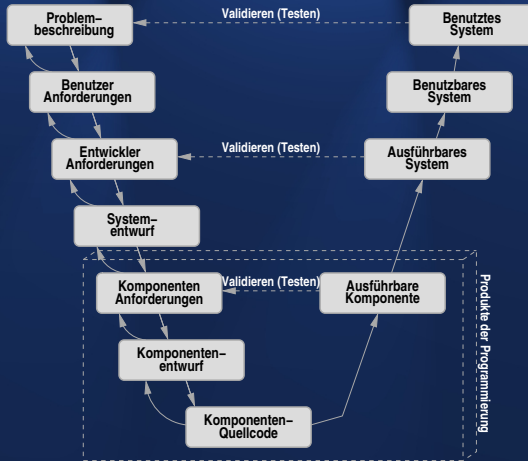 Problem–
beschreibung
Validieren (Testen)
Benutztes
System
Benutzer
Anforderungen
Benutzbares
System
Entwickler
Anforderungen
Validieren (Testen)
Ausführbares
System
System–
entwurf
Komponenten
Anforderungen
Validieren (Testen)
Ausführbare
Komponente
Komponenten–
entwurf
Komponenten–
Quellcode
Produkte der Programmierung